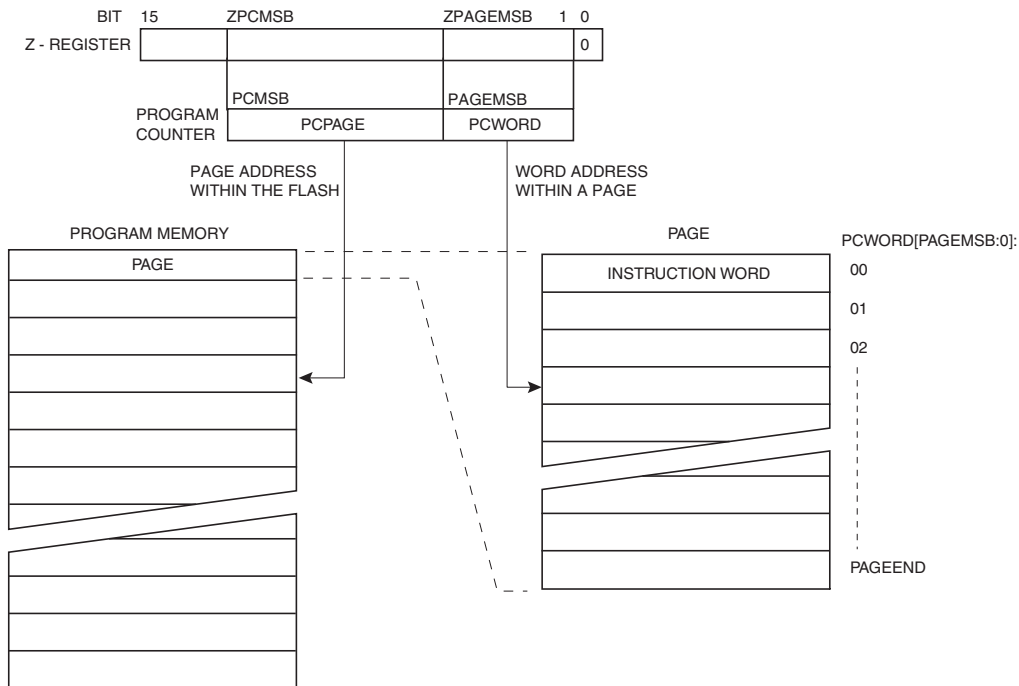 BIT 15 ZPCMSB ZPAGEMSB 1 0
Z - REGISTER 0
PCMSB PAGEMSB
PROGRAM
COUNTER
PCPAGE PCWORD
PAGE ADDRESS
WITHIN THE FLASH
WORD ADDRESS
WITHIN A PAGE
PROGRAM MEMORY
PAGE
PAGE
PCWORD[PAGEMSB:0]:
INSTRUCTION WORD
00
01
02
PAGEEND